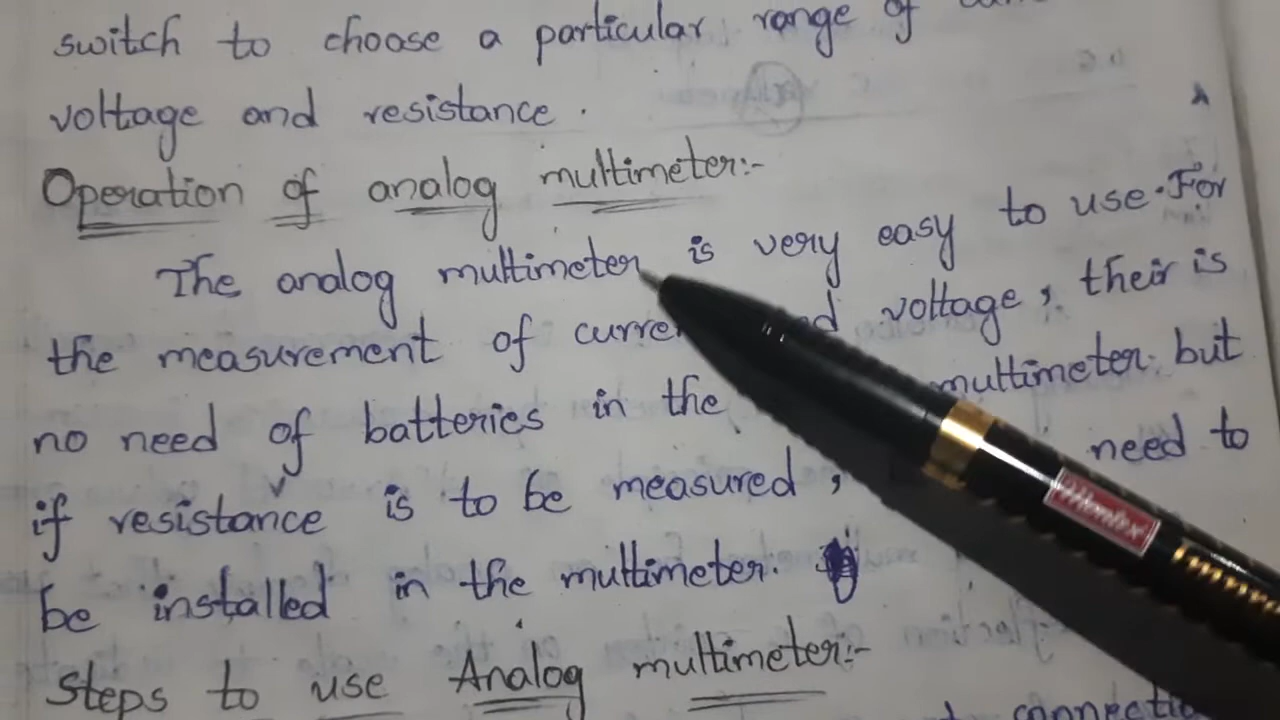 switch to choose a particular range of
voltage and resistance.
Operation of analog multimeter:-
The analog multimeter is very easy to use. For
the measurement of voltage, their is
no need of batteries in the multimeter. but
if resistance is to be measured, need to
be installed in the multimeter.
Steps to use Analog multimeter:-
Montex